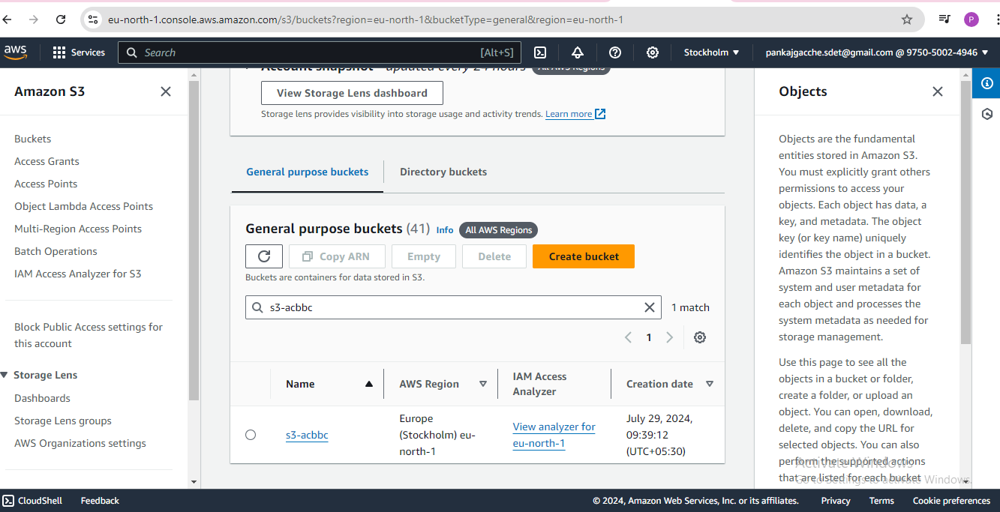 eu-north-1.console.aws.amazon.com/s3/buckets?region=eu-north-1&bucketType=general&region=eu-north-1
P
aws
Services
Search
[Alt+S]
Stockholm
pankajgacche.sdet@gmail.com @ 9750-5002-4946
Amazon S3
Buckets
Access Grants
Access Points
Object Lambda Access Points
Multi-Region Access Points
Batch Operations
IAM Access Analyzer for S3
Block Public Access settings for
this account
Storage Lens
Dashboards
Storage Lens groups
AWS Organizations settings
Account snapshot - updated every 24 hours All AWS Regions
View Storage Lens dashboard
Storage lens provides visibility into storage usage and activity trends. Learn more
General purpose buckets
Directory buckets
General purpose buckets (41) Info All AWS Regions
Copy ARN
Empty
Delete
Create bucket
Buckets are containers for data stored in S3.
s3-acbbc
1 match
1
Name
AWS Region
IAM Access
Analyzer
Creation date
s3-acbbc
Europe
(Stockholm) eu-
north-1
View analyzer for
eu-north-1
July 29, 2024,
09:39:12
(UTC+05:30)
Objects
Objects are the fundamental
entities stored in Amazon S3.
You must explicitly grant others
permissions to access your
objects. Each object has data, a
key, and metadata. The object
key (or key name) uniquely
identifies the object in a bucket.
Amazon S3 maintains a set of
system and user metadata for
each object and processes the
system metadata as needed for
storage management.
Use this page to see all the
objects in a bucket or folder,
create a folder, or upload an
object. You can open, download,
delete, and copy the URL for
selected objects. You can also
perform the supported actions
that are listed for each bucket
Activate Windows
Go to Settings to activate Windows.
CloudShell
Feedback
© 2024, Amazon Web Services, Inc. or its affiliates.
Privacy
Terms
Cookie preferences